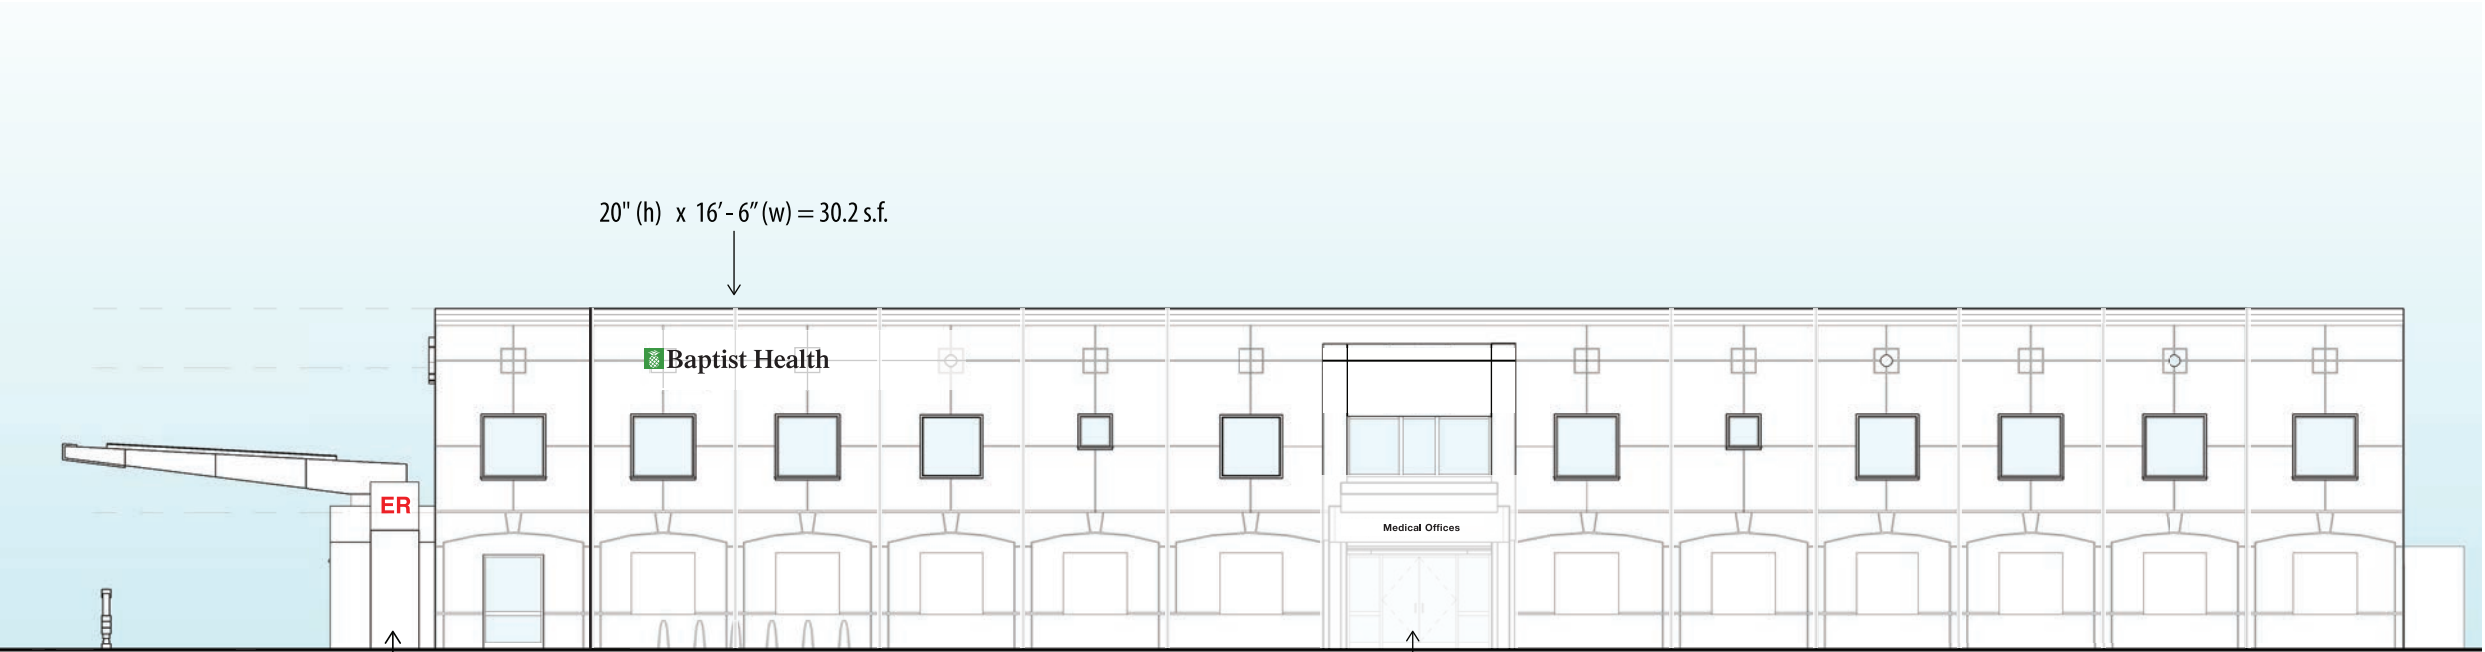 20" (h) x 16′- 6″ (w) = 30.2 s.f.
Baptist Health
ER
Medical Offices